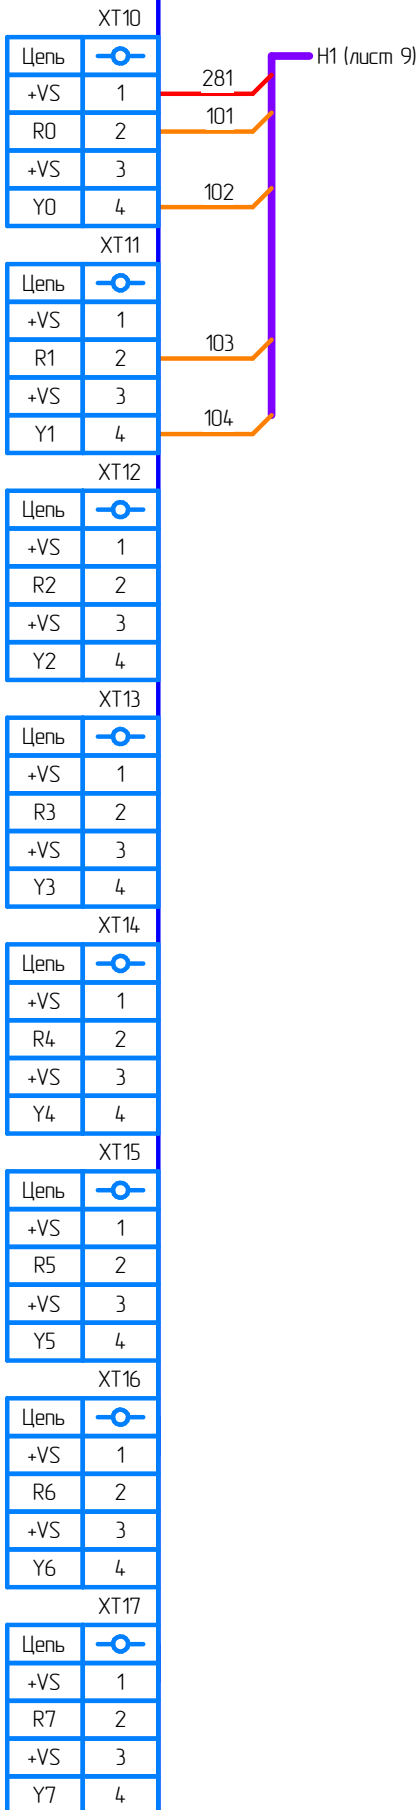 XT10
Цепь
+VS 1 281
R0 2 101
+VS 3
Y0 4 102
H1 (лист 9)
XT11
Цепь
+VS 1
R1 2 103
+VS 3
Y1 4 104
XT12
Цепь
+VS 1
R2 2
+VS 3
Y2 4
XT13
Цепь
+VS 1
R3 2
+VS 3
Y3 4
XT14
Цепь
+VS 1
R4 2
+VS 3
Y4 4
XT15
Цепь
+VS 1
R5 2
+VS 3
Y5 4
XT16
Цепь
+VS 1
R6 2
+VS 3
Y6 4
XT17
Цепь
+VS 1
R7 2
+VS 3
Y7 4